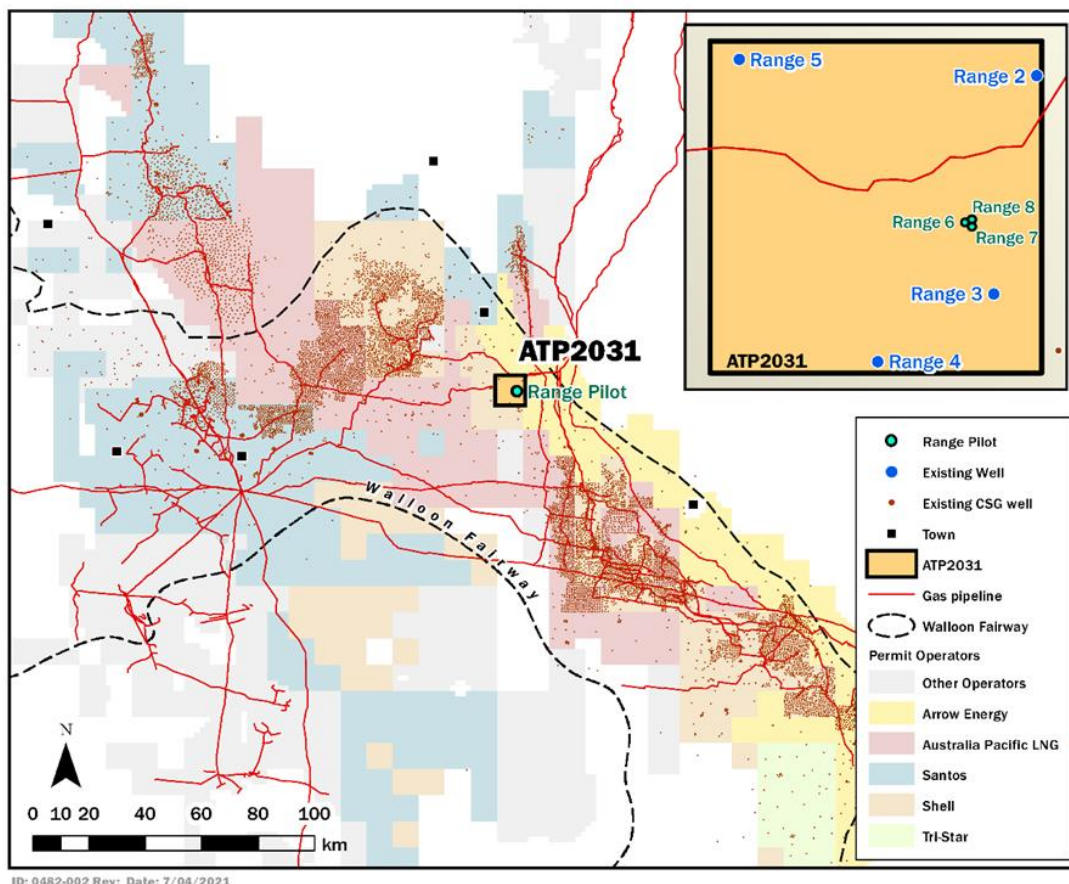 Range 5
Range 2
Range 8
Range 6
Range 7
Range 3
Range 4
ATP2031
ATP2031
Range Pilot
Walloon Fairway
N
0 10 20 40 60 80 100
km
Range Pilot
Existing Well
Existing CSG well
Town
ATP2031
Gas pipeline
Walloon Fairway
Permit Operators
Other Operators
Arrow Energy
Australia Pacific LNG
Santos
Shell
Tri-Star
ID: 0482-002 Rev: Date: 7/04/2021